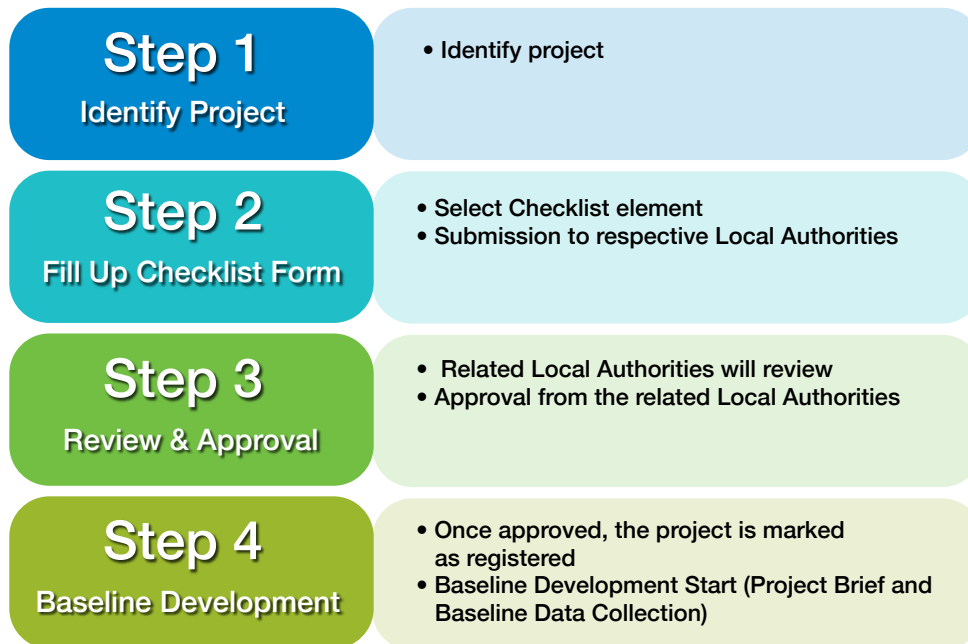 Step 1
Identify Project
• Identify project
Step 2
Fill Up Checklist Form
• Select Checklist element
• Submission to respective Local Authorities
Step 3
Review & Approval
• Related Local Authorities will review
• Approval from the related Local Authorities
Step 4
Baseline Development
• Once approved, the project is marked
as registered
• Baseline Development Start (Project Brief and
Baseline Data Collection)